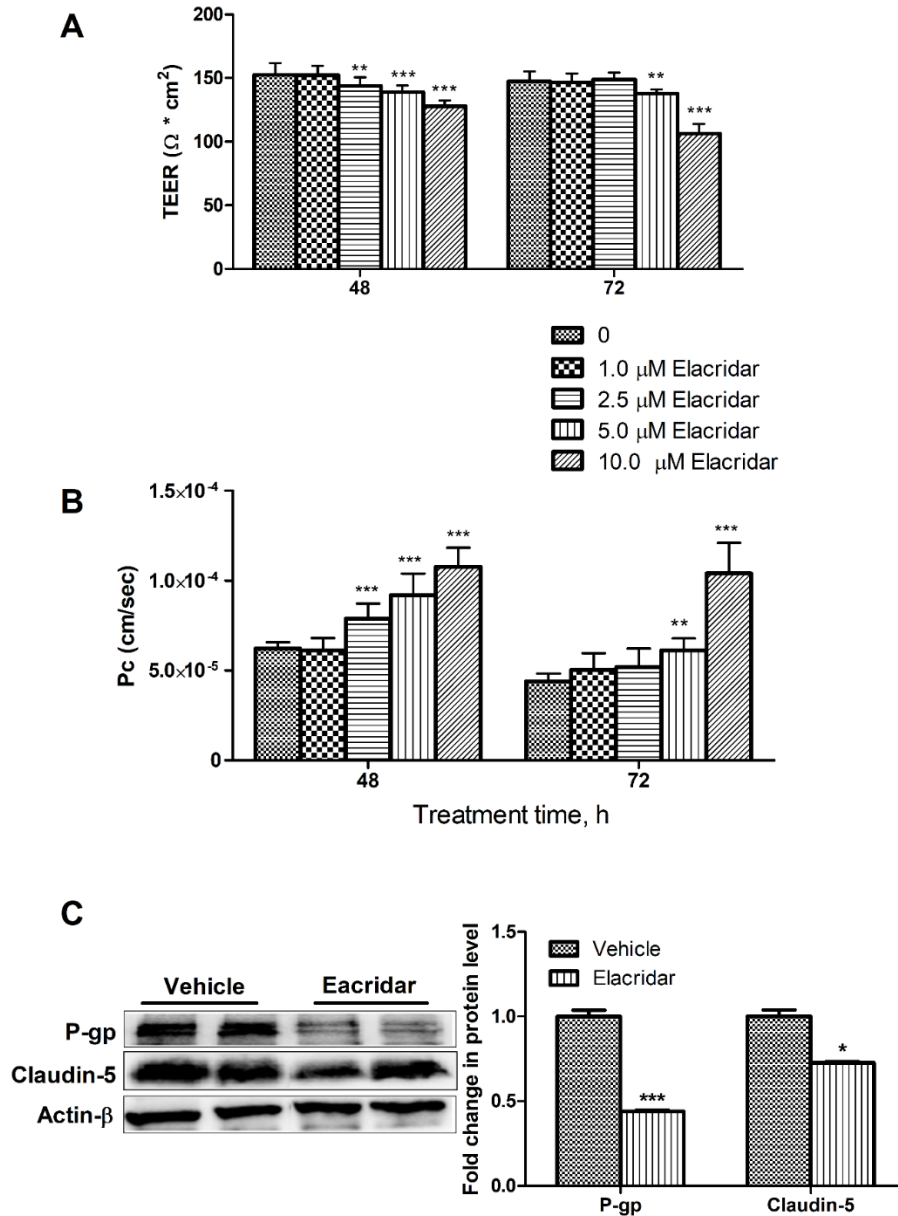 A
TEER (Ω * cm²)
200
150
100
50
0
** *** ***
** ***
48 72
0
1.0 μM Elacridar
2.5 μM Elacridar
5.0 μM Elacridar
10.0 μM Elacridar
B
Pc (cm/sec)
1.5×10⁻⁴
1.0×10⁻⁴
5.0×10⁻⁵
0
*** *** ***
** ***
48 72
Treatment time, h
C
Vehicle Eacridar
P-gp
Claudin-5
Actin-β
Fold change in protein level
1.5
1.0
0.5
0.0
Vehicle
Elacridar
***
*
P-gp Claudin-5